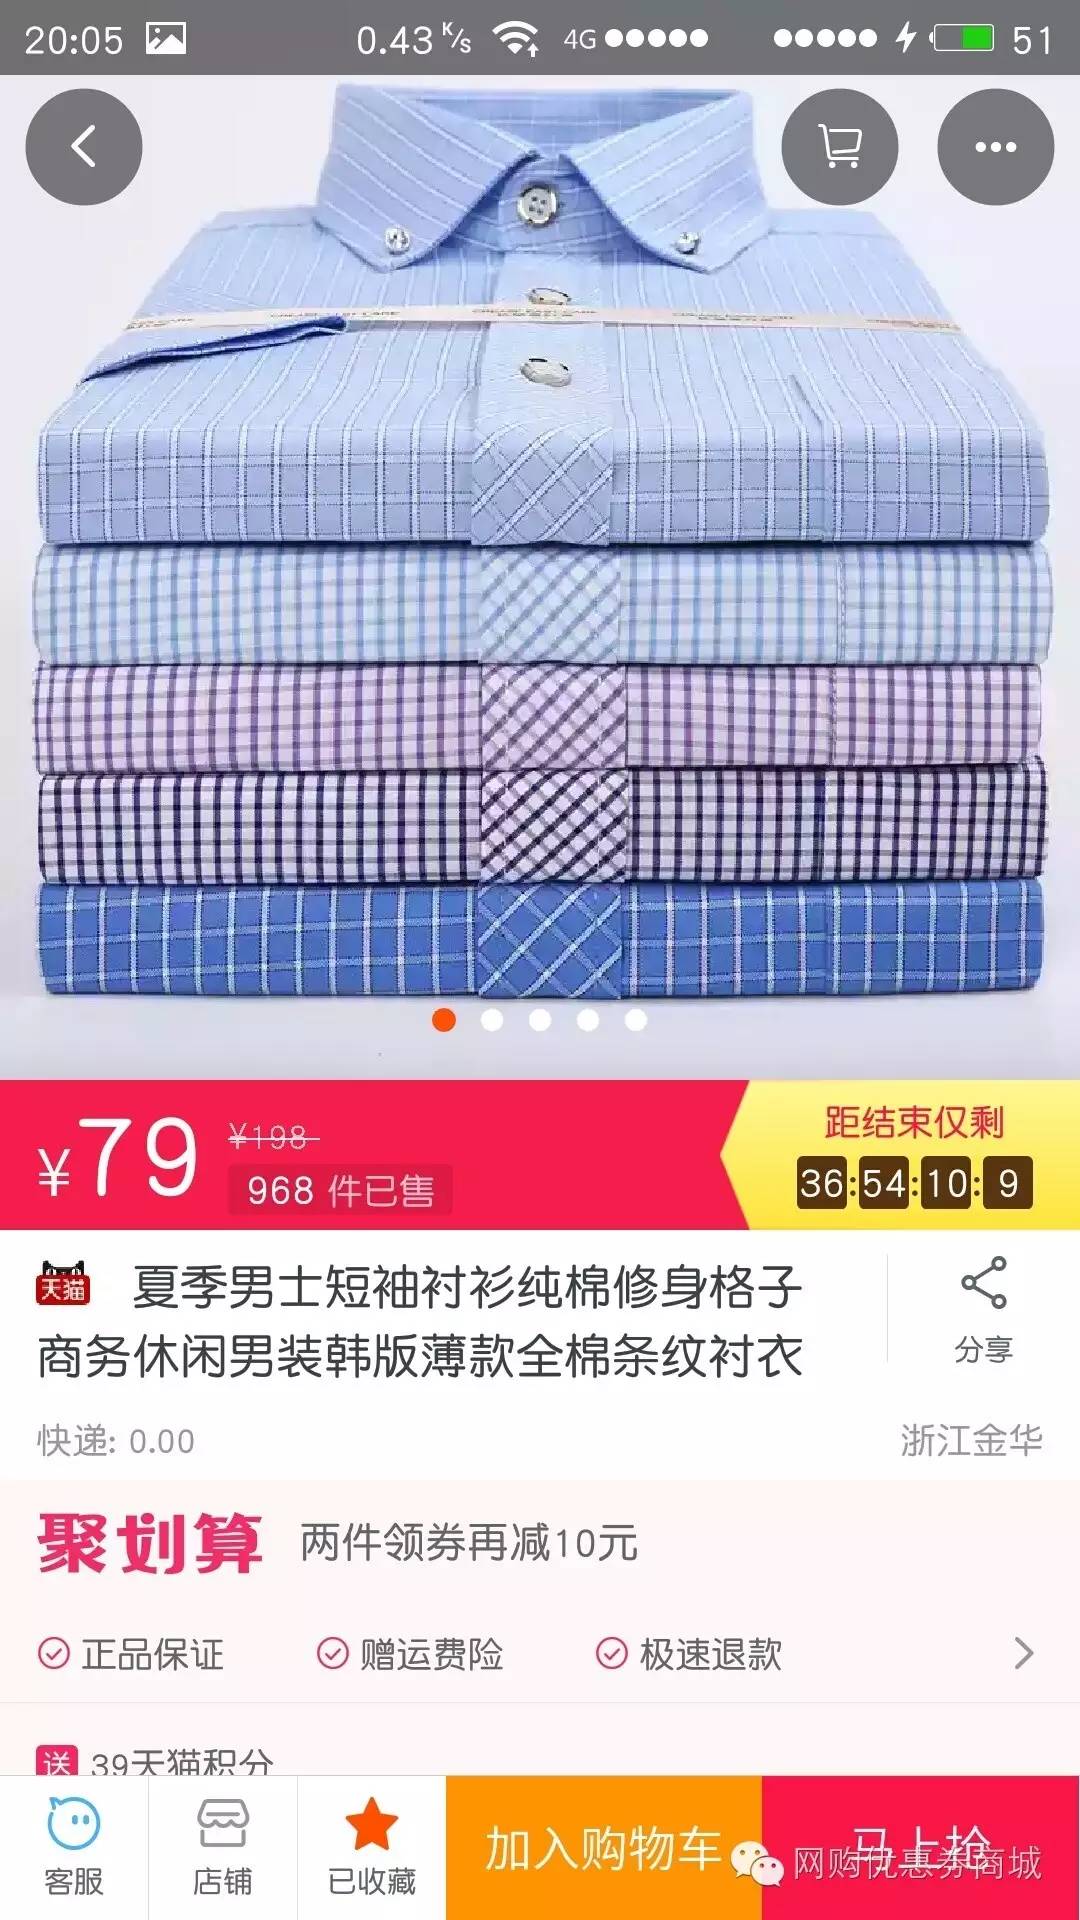 20:05 0.43 K/s 4G 51
¥79 ¥198
968 件已售
距结束仅剩
36:54:10:9
天猫 夏季男士短袖衬衫纯棉修身格子
商务休闲男装韩版薄款全棉条纹衬衣
分享
快递: 0.00 浙江金华
聚划算 两件领券再减10元
正品保证 赠运费险 极速退款
送 39天猫积分
客服 店铺 已收藏 加入购物车 马上抢
网购优惠券商城